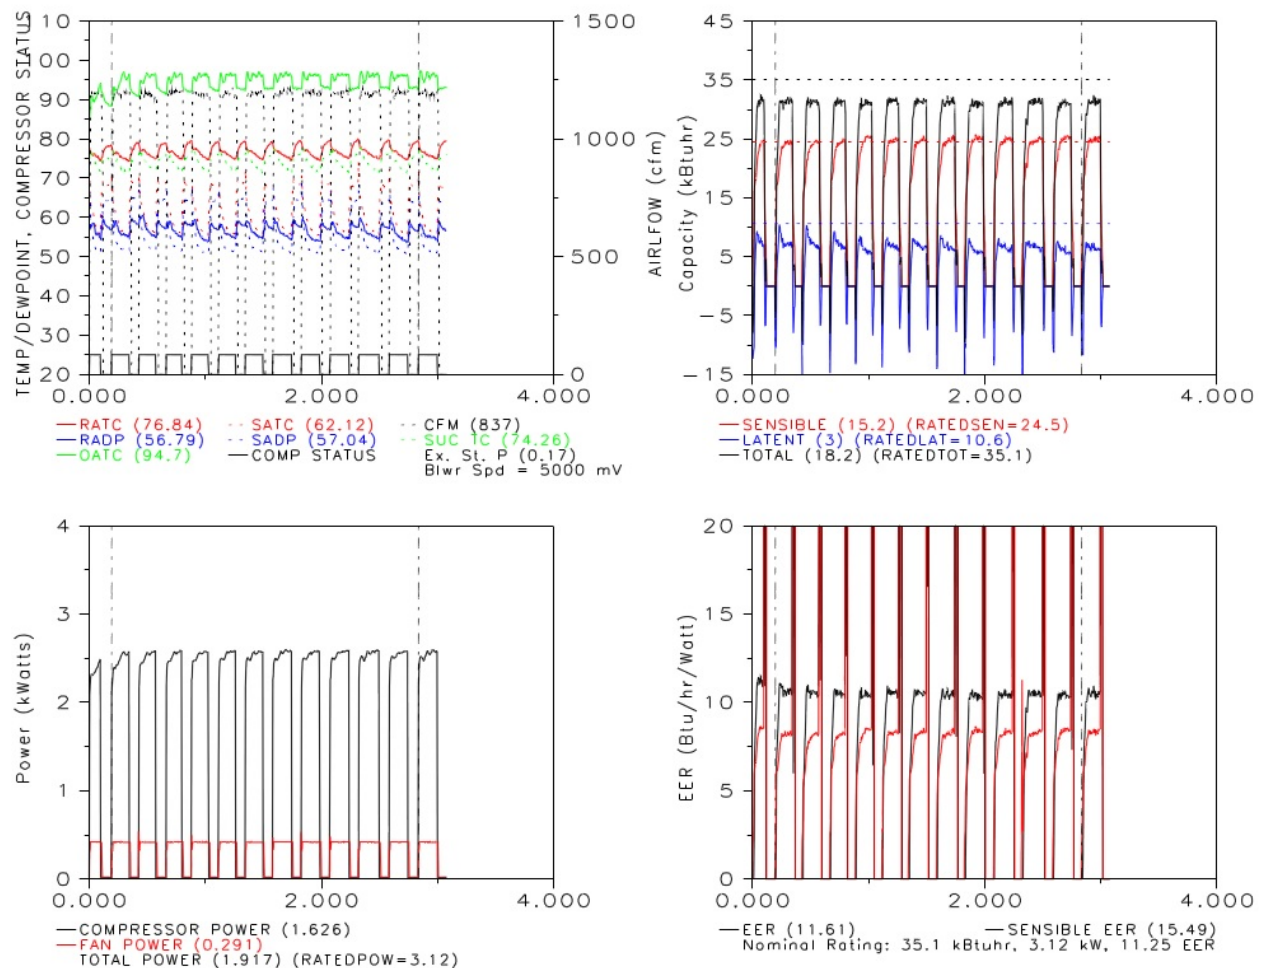 TEMP/DEWPOINT, COMPRESSOR STATUS
10
00
90
80
70
60
50
40
30
20
0.000
2.000
4.000
1500
1000
500
0
AIRLFOW (cfm)
RATC (76.84)
SATC (62.12)
CFM (837)
RADP (56.79)
SADP (57.04)
SUC TC (74.26)
OATC (94.7)
COMP STATUS
Ex. St. P (0.17)
Blwr Spd = 5000 mV
Capacity (kBtuhr)
45
35
25
15
5
-5
-15
0.000
2.000
4.000
SENSIBLE (15.2) (RATEDSEN=24.5)
LATENT (3) (RATEDLAT=10.6)
TOTAL (18.2) (RATEDTOT=35.1)
Power (kWatts)
4
3
2
1
0
0.000
2.000
4.000
COMPRESSOR POWER (1.626)
FAN POWER (0.291)
TOTAL POWER (1.917) (RATEDPOW=3.12)
EER (Btu/hr/Watt)
20
15
10
5
0
0.000
2.000
4.000
EER (11.61)
SENSIBLE EER (15.49)
Nominal Rating: 35.1 kBtuhr, 3.12 kW, 11.25 EER